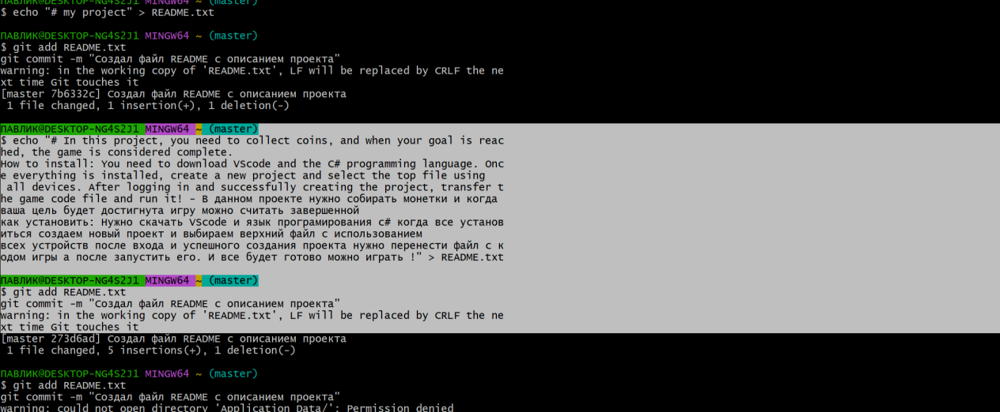 ПАВЛИК@DESKTOP-NG4S2J1 MINGW64 ~ (master)
$ echo "# my project" > README.txt
ПАВЛИК@DESKTOP-NG4S2J1 MINGW64 ~ (master)
$ git add README.txt
git commit -m "Создал файл README с описанием проекта"
warning: in the working copy of 'README.txt', LF will be replaced by CRLF the ne
xt time Git touches it
[master 7b6332c] Создал файл README с описанием проекта
 1 file changed, 1 insertion(+), 1 deletion(-)
ПАВЛИК@DESKTOP-NG4S2J1 MINGW64 ~ (master)
$ echo "# In this project, you need to collect coins, and when your goal is reac
hed, the game is considered complete.
How to install: You need to download VScode and the C# programming language. Onc
e everything is installed, create a new project and select the top file using
 all devices. After logging in and successfully creating the project, transfer t
he game code file and run it! - В данном проекте нужно собирать монетки и когда
ваша цель будет достигнута игру можно считать завершенной
как установить: Нужно скачать VScode и язык програмирования c# когда все установ
иться создаем новый проект и выбираем верхний файл с использованием
всех устройств после входа и успешного создания проекта нужно перенести файл с к
одом игры а после запустить его. И все будет готово можно играть !" > README.txt
ПАВЛИК@DESKTOP-NG4S2J1 MINGW64 ~ (master)
$ git add README.txt
git commit -m "Создал файл README с описанием проекта"
warning: in the working copy of 'README.txt', LF will be replaced by CRLF the ne
xt time Git touches it
[master 273d6ad] Создал файл README с описанием проекта
 1 file changed, 5 insertions(+), 1 deletion(-)
ПАВЛИК@DESKTOP-NG4S2J1 MINGW64 ~ (master)
$ git add README.txt
git commit -m "Создал файл README с описанием проекта"
warning: could not open directory 'Application Data/': Permission denied